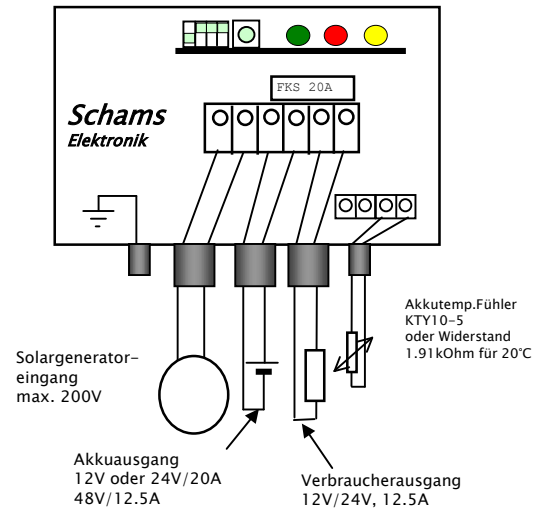 FKS 20A
Schams
Elektronik
Akkutemp.Fühler
KTY10-5
oder Widerstand
1.91kOhm für 20°C
Solargenerator-
eingang
max. 200V
Akkuausgang
12V oder 24V/20A
48V/12.5A
Verbraucherausgang
12V/24V, 12.5A